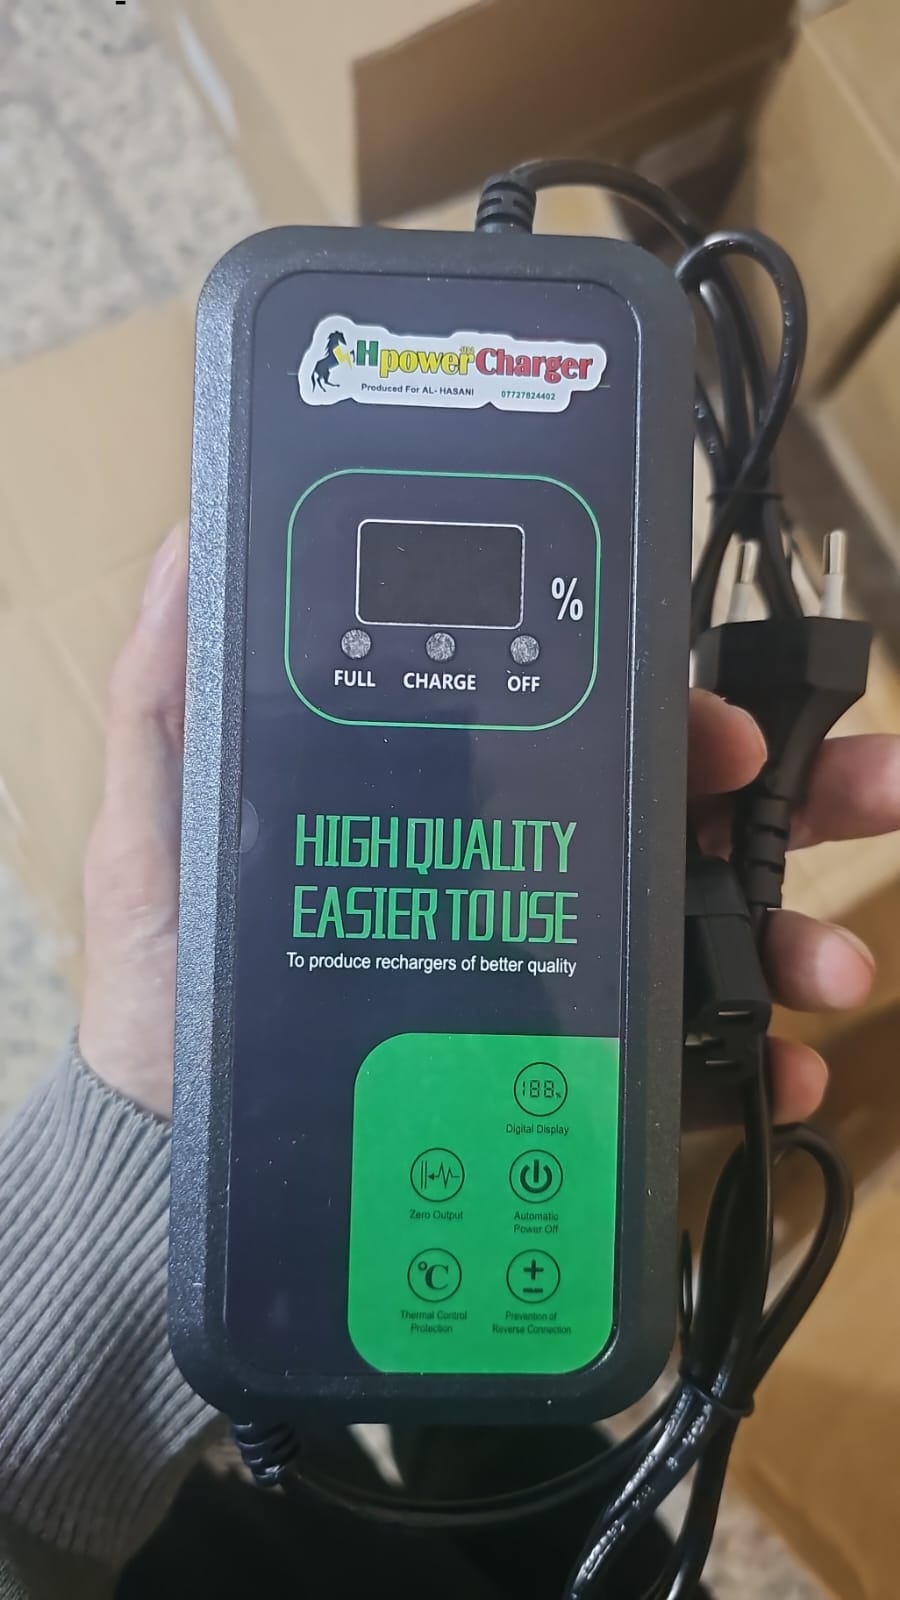 HpowerCharger
Produced For AL- HASANI 07727824402
%
FULL CHARGE OFF
HIGH QUALITY
EASIER TO USE
To produce rechargers of better quality
188%
Digital Display
Zero Output
Automatic
Power Off
°C
Thermal Control
Protection
Prevention of
Reverse Connection